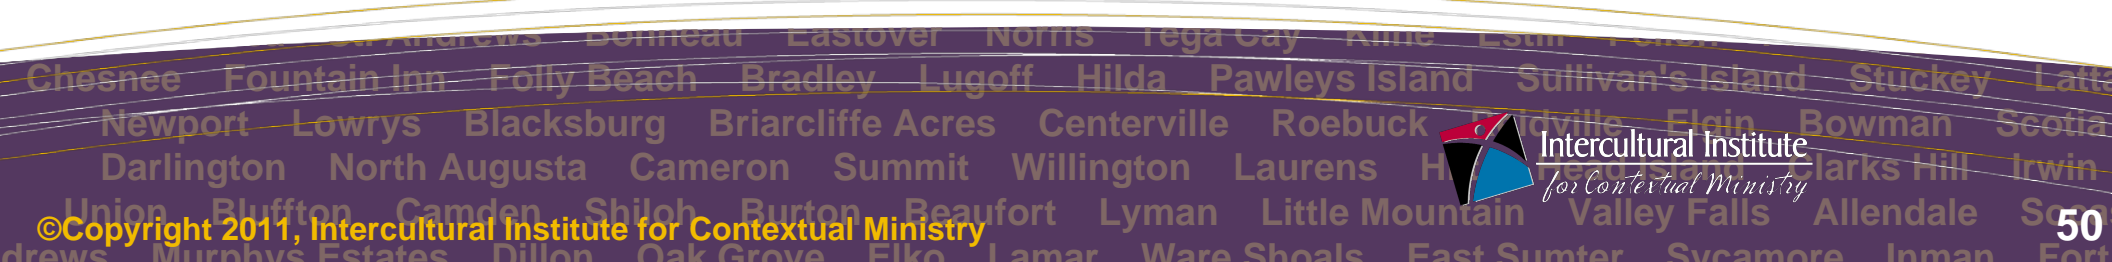 St. Andrews Bonneau Eastover Norris Tega Cay Kline Estill
Chesnee Fountain Inn Folly Beach Bradley Lugoff Hilda Pawleys Island Sullivan's Island Stuckey Latta
Newport Lowrys Blacksburg Briarcliffe Acres Centerville Roebuck Elgin Bowman Scotia
Intercultural Institute
Darlington North Augusta Cameron Summit Willington Laurens Head Island Clarks Hill Irwin
for Contextual Ministry
Union Bluffton Camden Shiloh Burton Beaufort Lyman Little Mountain Valley Falls Allendale
©Copyright 2011, Intercultural Institute for Contextual Ministry
50
drews Murphys Estates Dillon Oak Grove Elko Lamar Ware Shoals East Sumter Sycamore Inman Fort